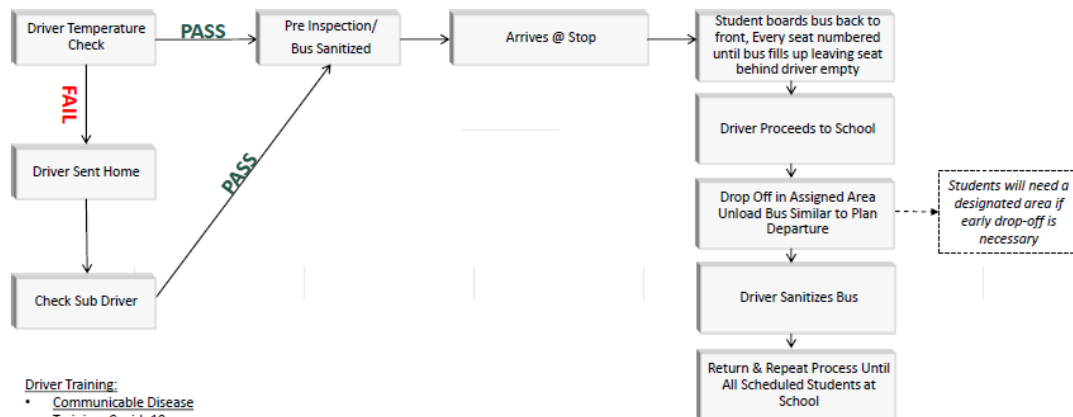 Driver Temperature
Check
PASS
Pre Inspection/
Bus Sanitized
Arrives @ Stop
Student boards bus back to
front, Every seat numbered
until bus fills up leaving seat
behind driver empty
FAIL
Driver Proceeds to School
Driver Sent Home
PASS
Drop Off in Assigned Area
Unload Bus Similar to Plan
Departure
Students will need a
designated area if
early drop-off is
necessary
Check Sub Driver
Driver Sanitizes Bus
Return & Repeat Process Until
All Scheduled Students at
School
Driver Training:
• Communicable Disease